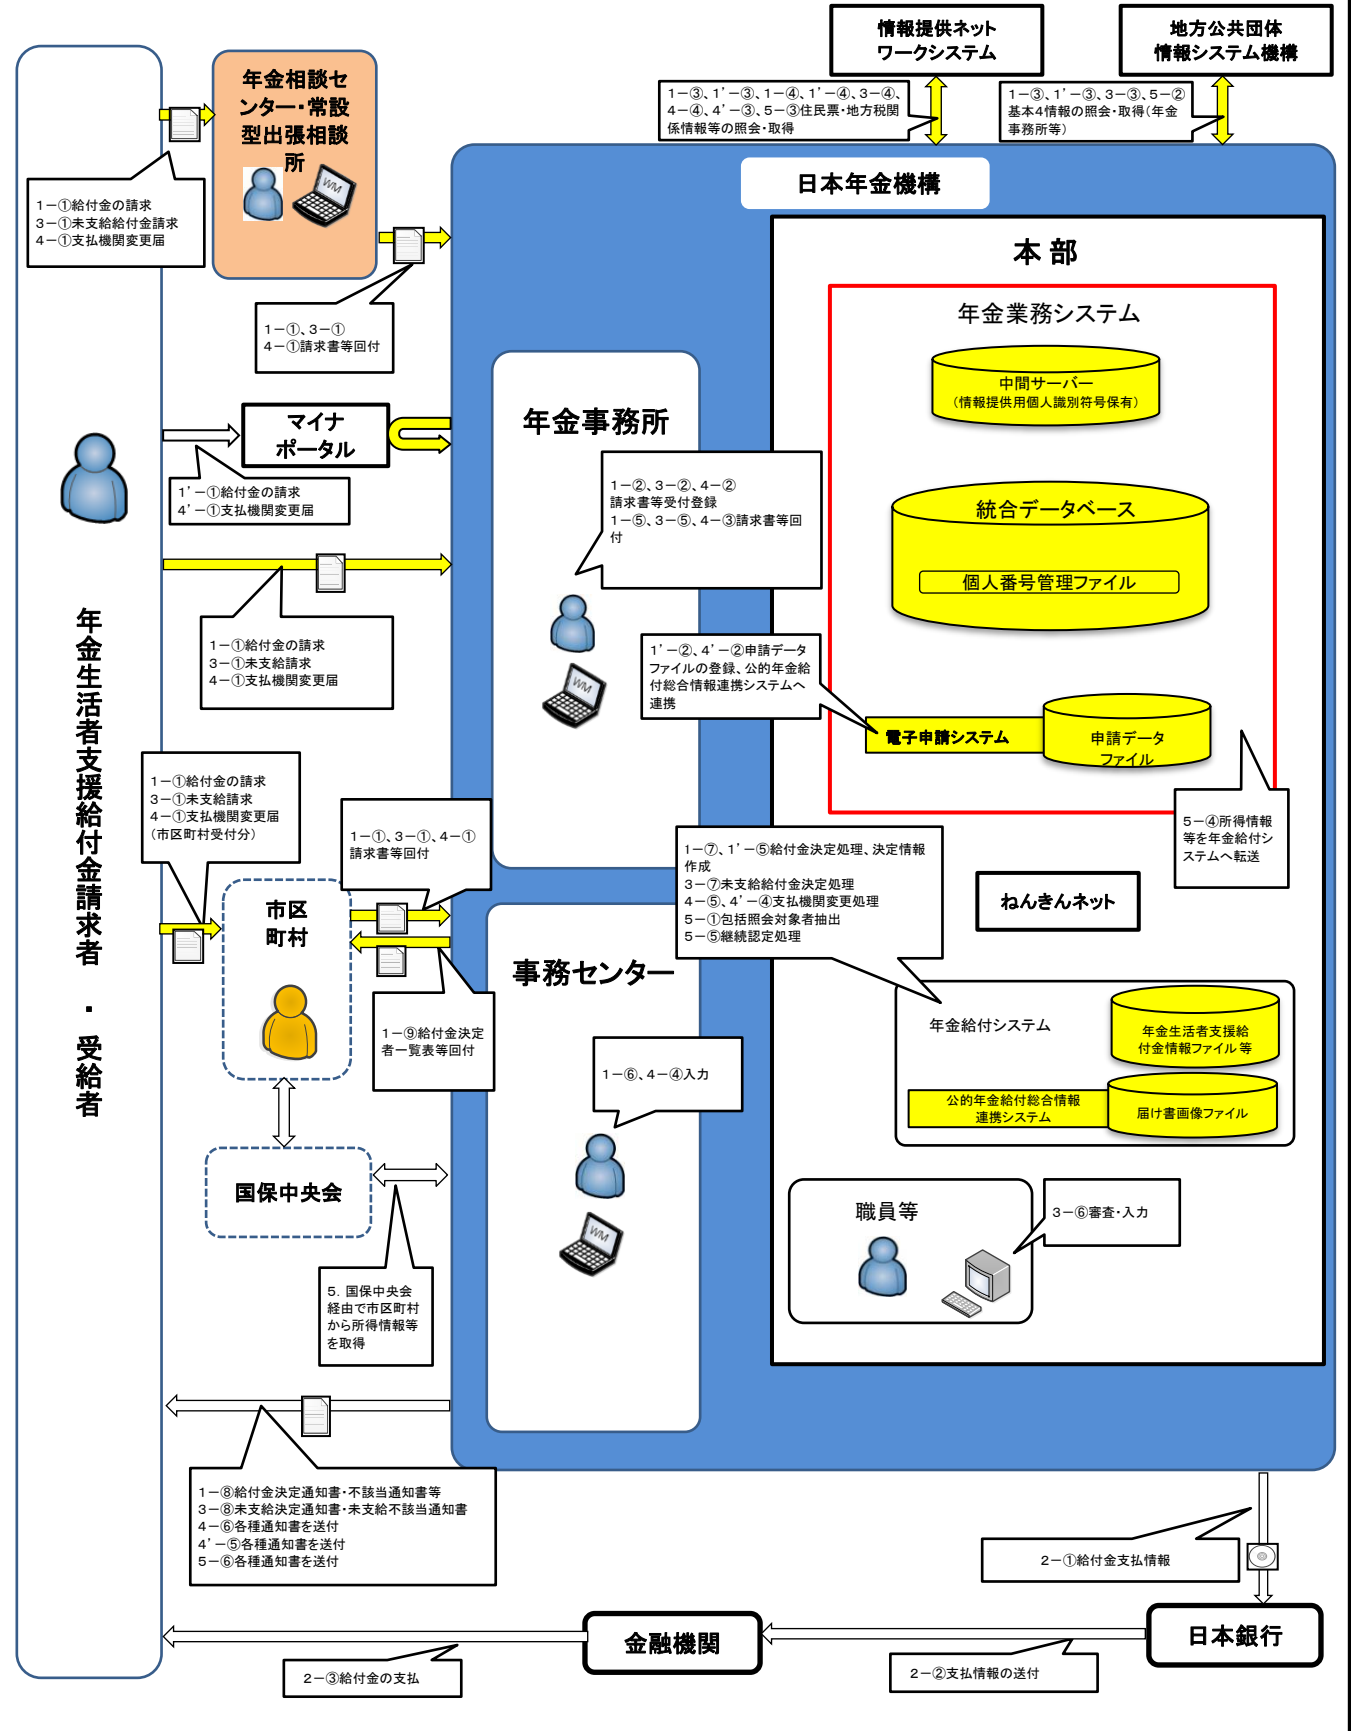 情報提供ネット
ワークシステム
地方公共団体
情報システム機構
1-③、1'-③、1-④、1'-④、3-④、
4-④、4'-③、5-③住民票・地方税関
係情報等の照会・取得
1-③、1'-③、3-③、5-②
基本4情報の照会・取得(年金
事務所等)
年金相談セ
ンター・常設
型出張相談
所
WM
1-①給付金の請求
3-①未支給給付金請求
4-①支払機関変更届
1-①、3-①
4-①請求書等回付
日本年金機構
本 部
年金業務システム
中間サーバー
(情報提供用個人識別符号保有)
統合データベース
個人番号管理ファイル
年金事務所
マイナ
ポータル
1'-①給付金の請求
4'-①支払機関変更届
1-②、3-②、4-②
請求書等受付登録
1-⑤、3-⑤、4-③請求書等回
付
WM
1-①給付金の請求
3-①未支給請求
4-①支払機関変更届
1'-②、4'-②申請データ
ファイルの登録、公的年金給
付総合情報連携システムへ
連携
電子申請システム
申請データ
ファイル
5-④所得情報
等を年金給付シ
ステムへ転送
年金生活者支援給付金請求者 ・ 受給者
1-①給付金の請求
3-①未支給請求
4-①支払機関変更届
(市区町村受付分)
1-①、3-①、4-①
請求書等回付
市区
町村
1-⑨給付金決定
者一覧表等回付
1-⑦、1'-⑤給付金決定処理、決定情報
作成
3-⑦未支給給付金決定処理
4-⑤、4'-④支払機関変更処理
5-①包括照会対象者抽出
5-⑤継続認定処理
ねんきんネット
事務センター
1-⑥、4-④入力
WM
年金給付システム
年金生活者支援給
付金情報ファイル 等
公的年金給付総合情報
連携システム
届け書画像ファイル
国保中央会
5. 国保中央会
経由で市区町村
から所得情報等
を取得
職員等
3-⑥審査・入力
1-⑧給付金決定通知書・不該当通知書等
3-⑧未支給決定通知書・未支給不該当通知書
4-⑥各種通知書を送付
4'-⑤各種通知書を送付
5-⑥各種通知書を送付
2-①給付金支払情報
日本銀行
金融機関
2-②支払情報の送付
2-③給付金の支払